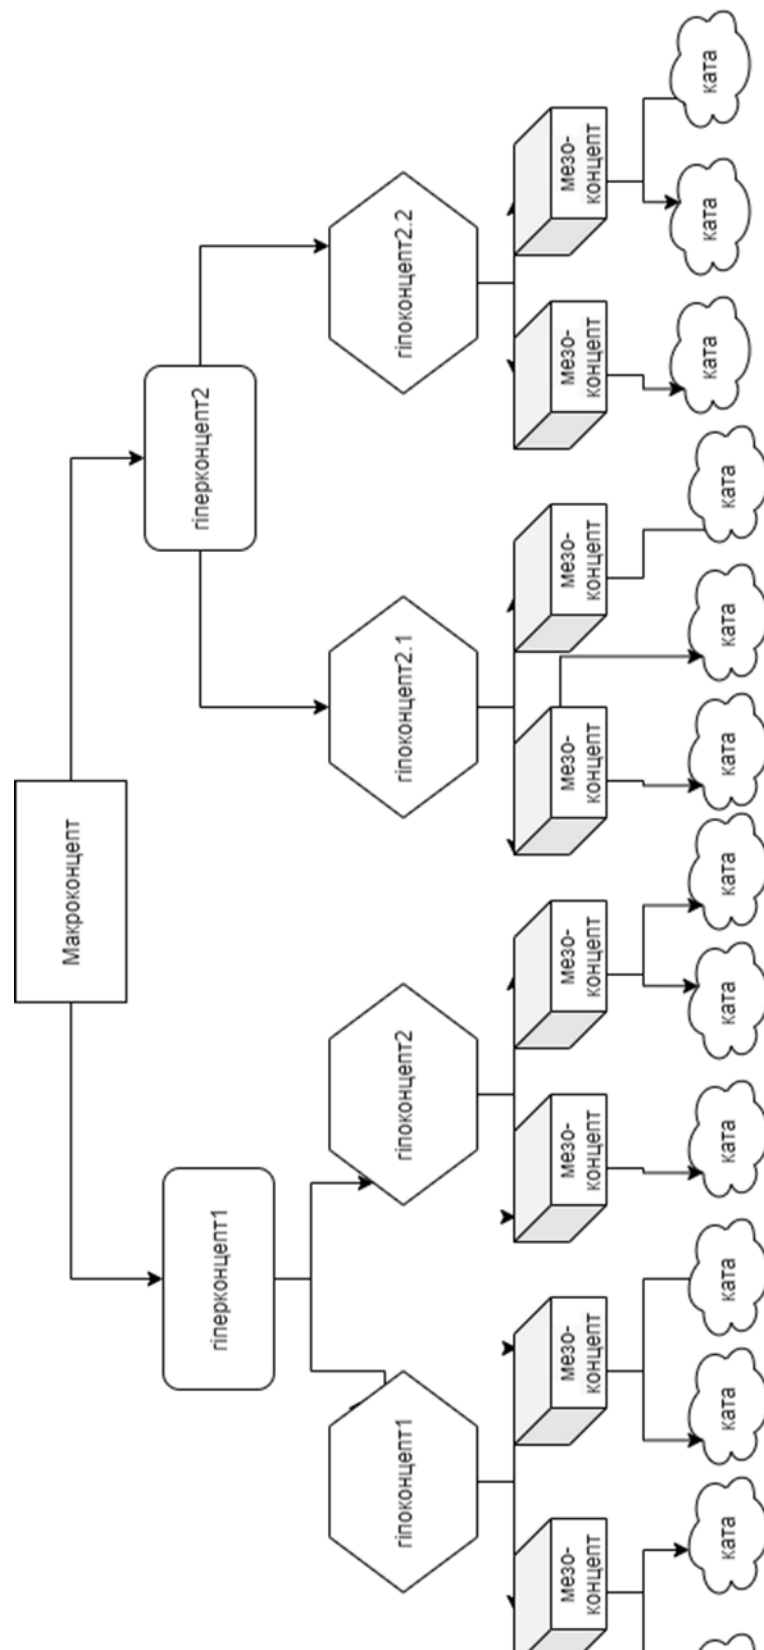 Макроконцепт
гіперконцепт1
гіперконцепт2
гіпоконцепт1
гіпоконцепт2
гіпоконцепт2.1
гіпоконцепт2.2
мезо-
концепт
мезо-
концепт
мезо-
концепт
мезо-
концепт
мезо-
концепт
мезо-
концепт
мезо-
концепт
мезо-
концепт
ката
ката
ката
ката
ката
ката
ката
ката
ката
ката
ката
ката